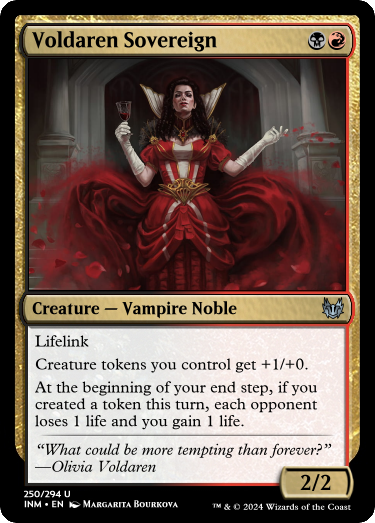 Voldaren Sovereign
Creature — Vampire Noble
Lifelink
Creature tokens you control get +1/+0.
At the beginning of your end step, if you
created a token this turn, each opponent
loses 1 life and you gain 1 life.
“What could be more tempting than forever?”
—Olivia Voldaren
2/2
250/294 U
INM • EN Margarita Bourkova
™ & © 2024 Wizards of the Coast